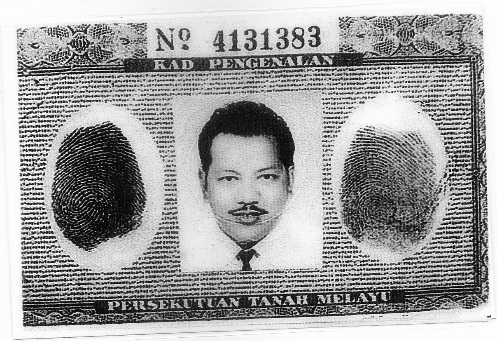 Nº 4131383
KAD PENGENALAN
PERSEKUTUAN TANAH MELAYU